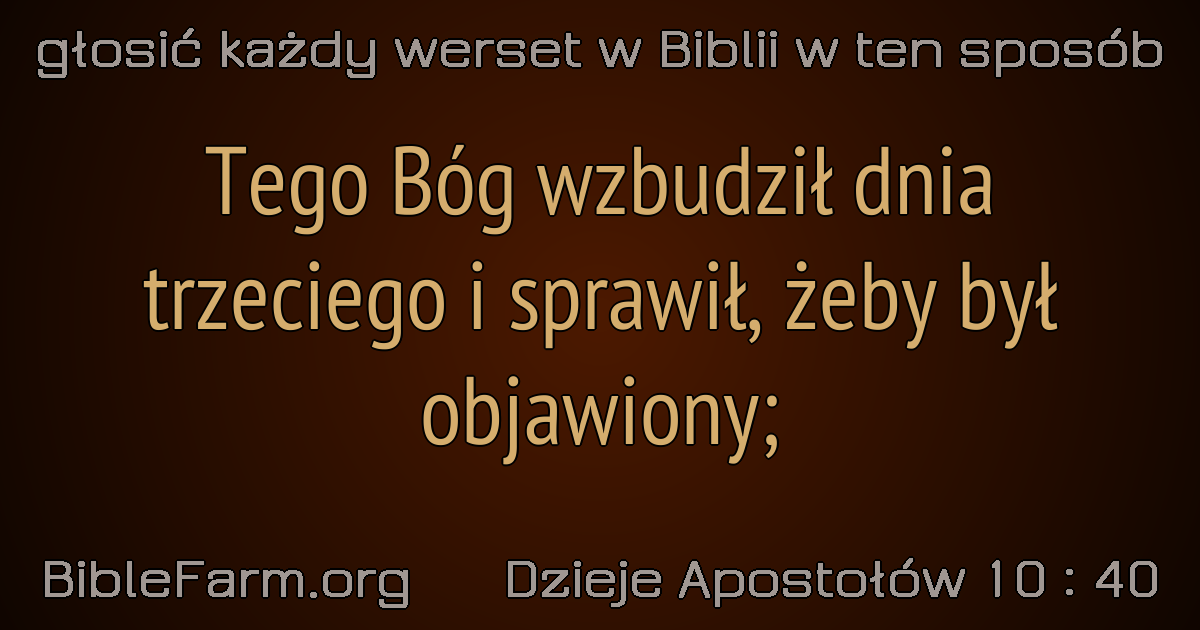 głosić każdy werset w Biblii w ten sposób
Tego Bóg wzbudził dnia
trzeciego i sprawił, żeby był
objawiony;
BibleFarm.org
Dzieje Apostołów 10 : 40